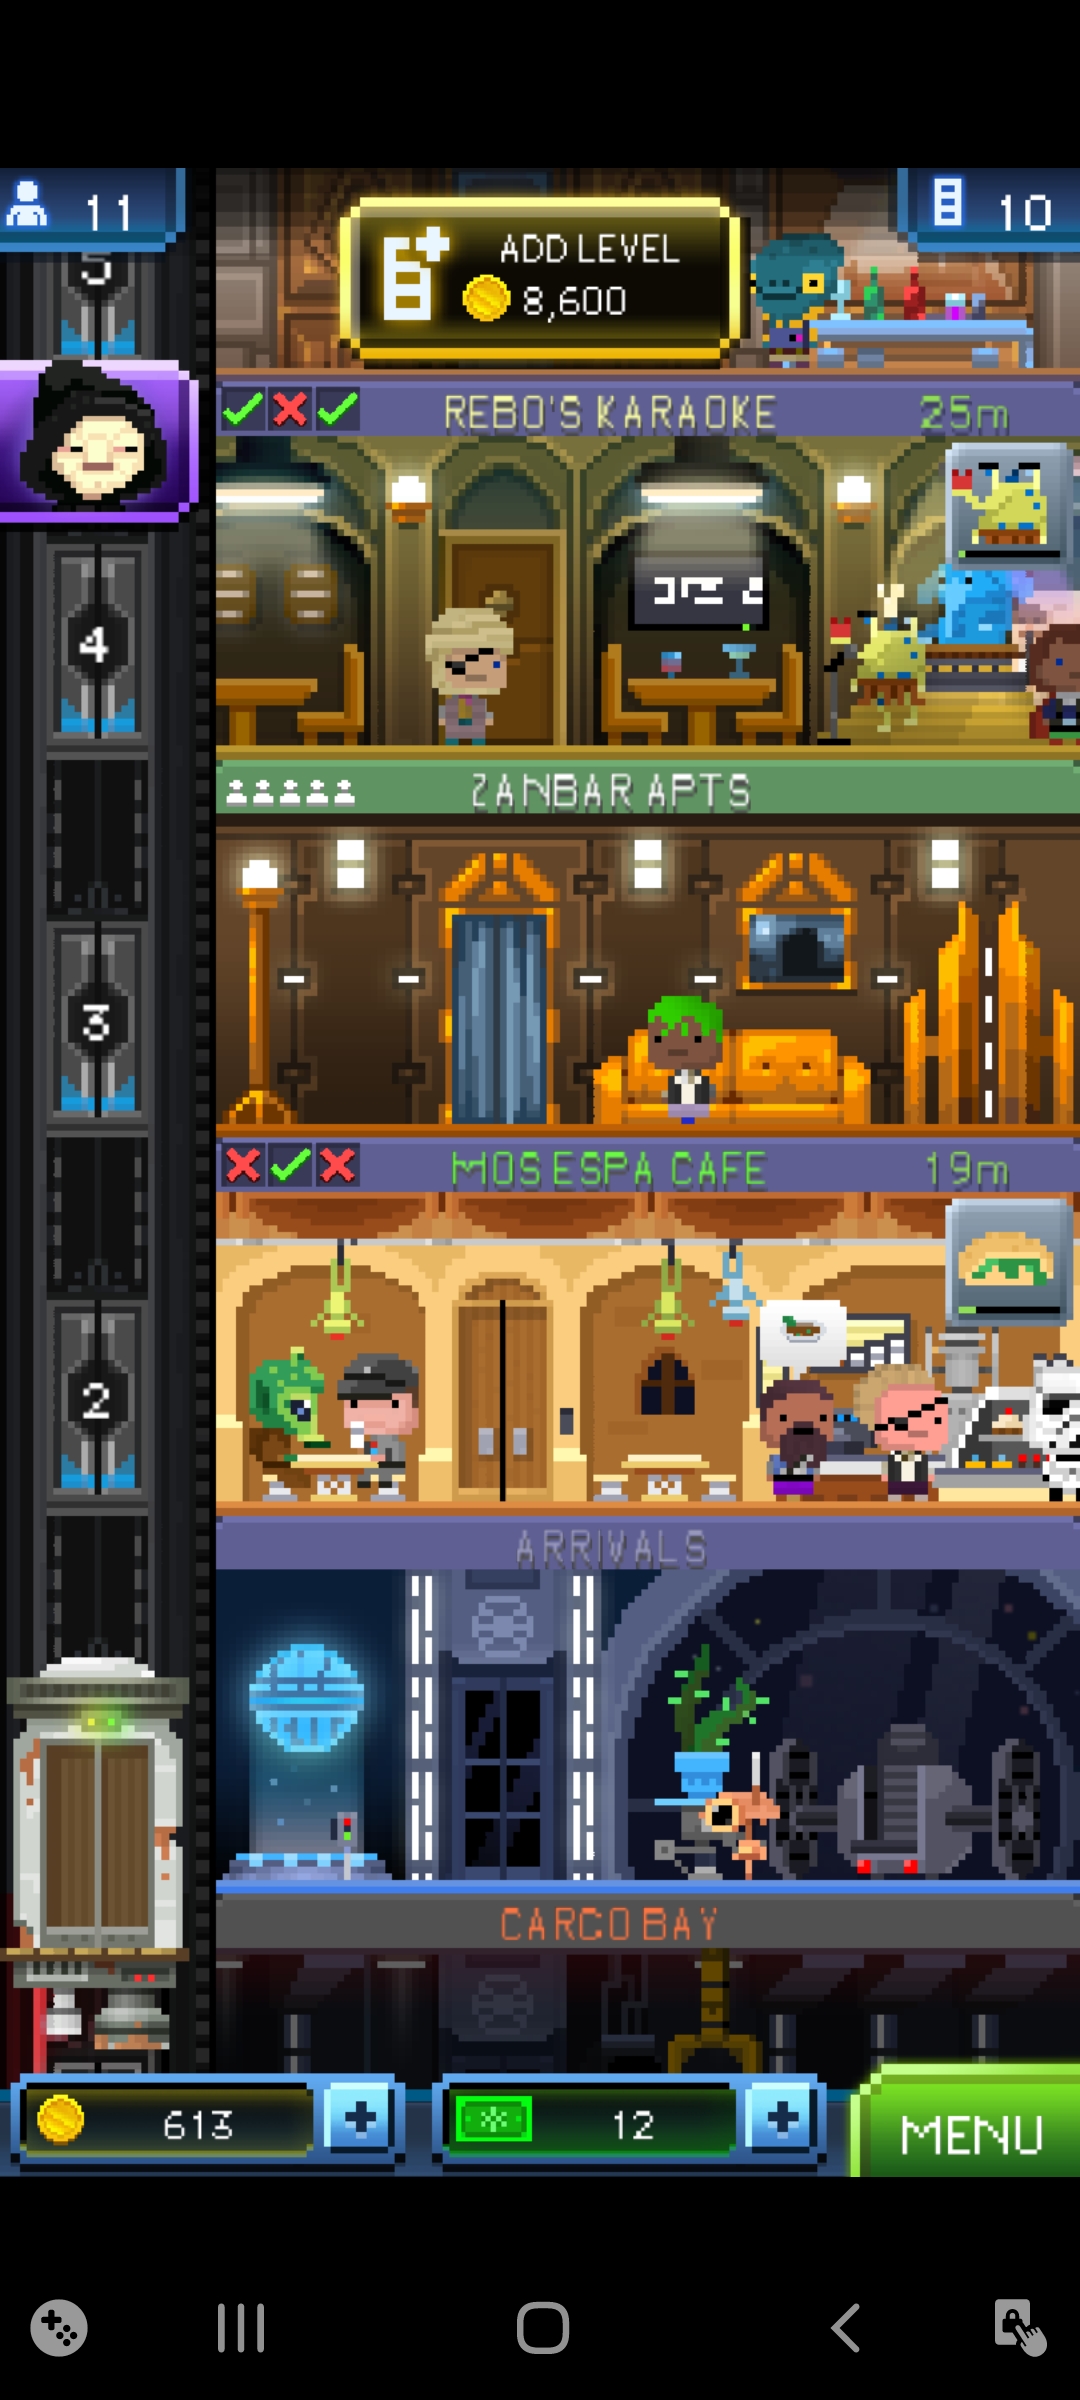 11
10
ADD LEVEL
8,600
5
REBO'S KARAOKE 25m
4
ZANBAR APTS
3
MOS ESPA CAFE 19m
2
ARRIVALS
CARGO BAY
613
12
MENU